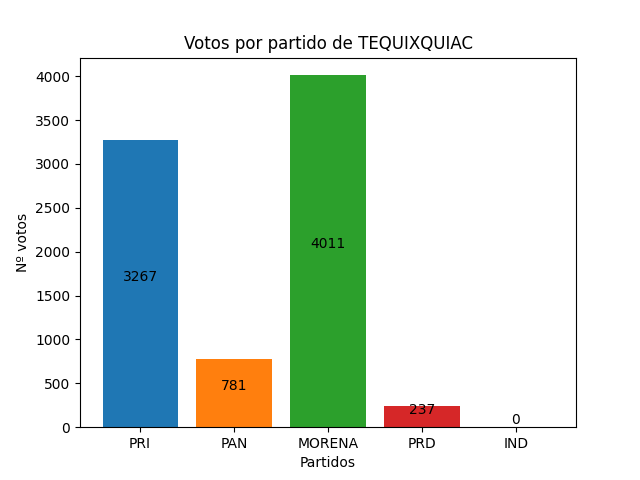 Votos por partido de TEQUIXQUIAC
Nº votos
4000
3500
3000
2500
2000
1500
1000
500
0
3267
781
4011
237
0
PRI
PAN
MORENA
PRD
IND
Partidos